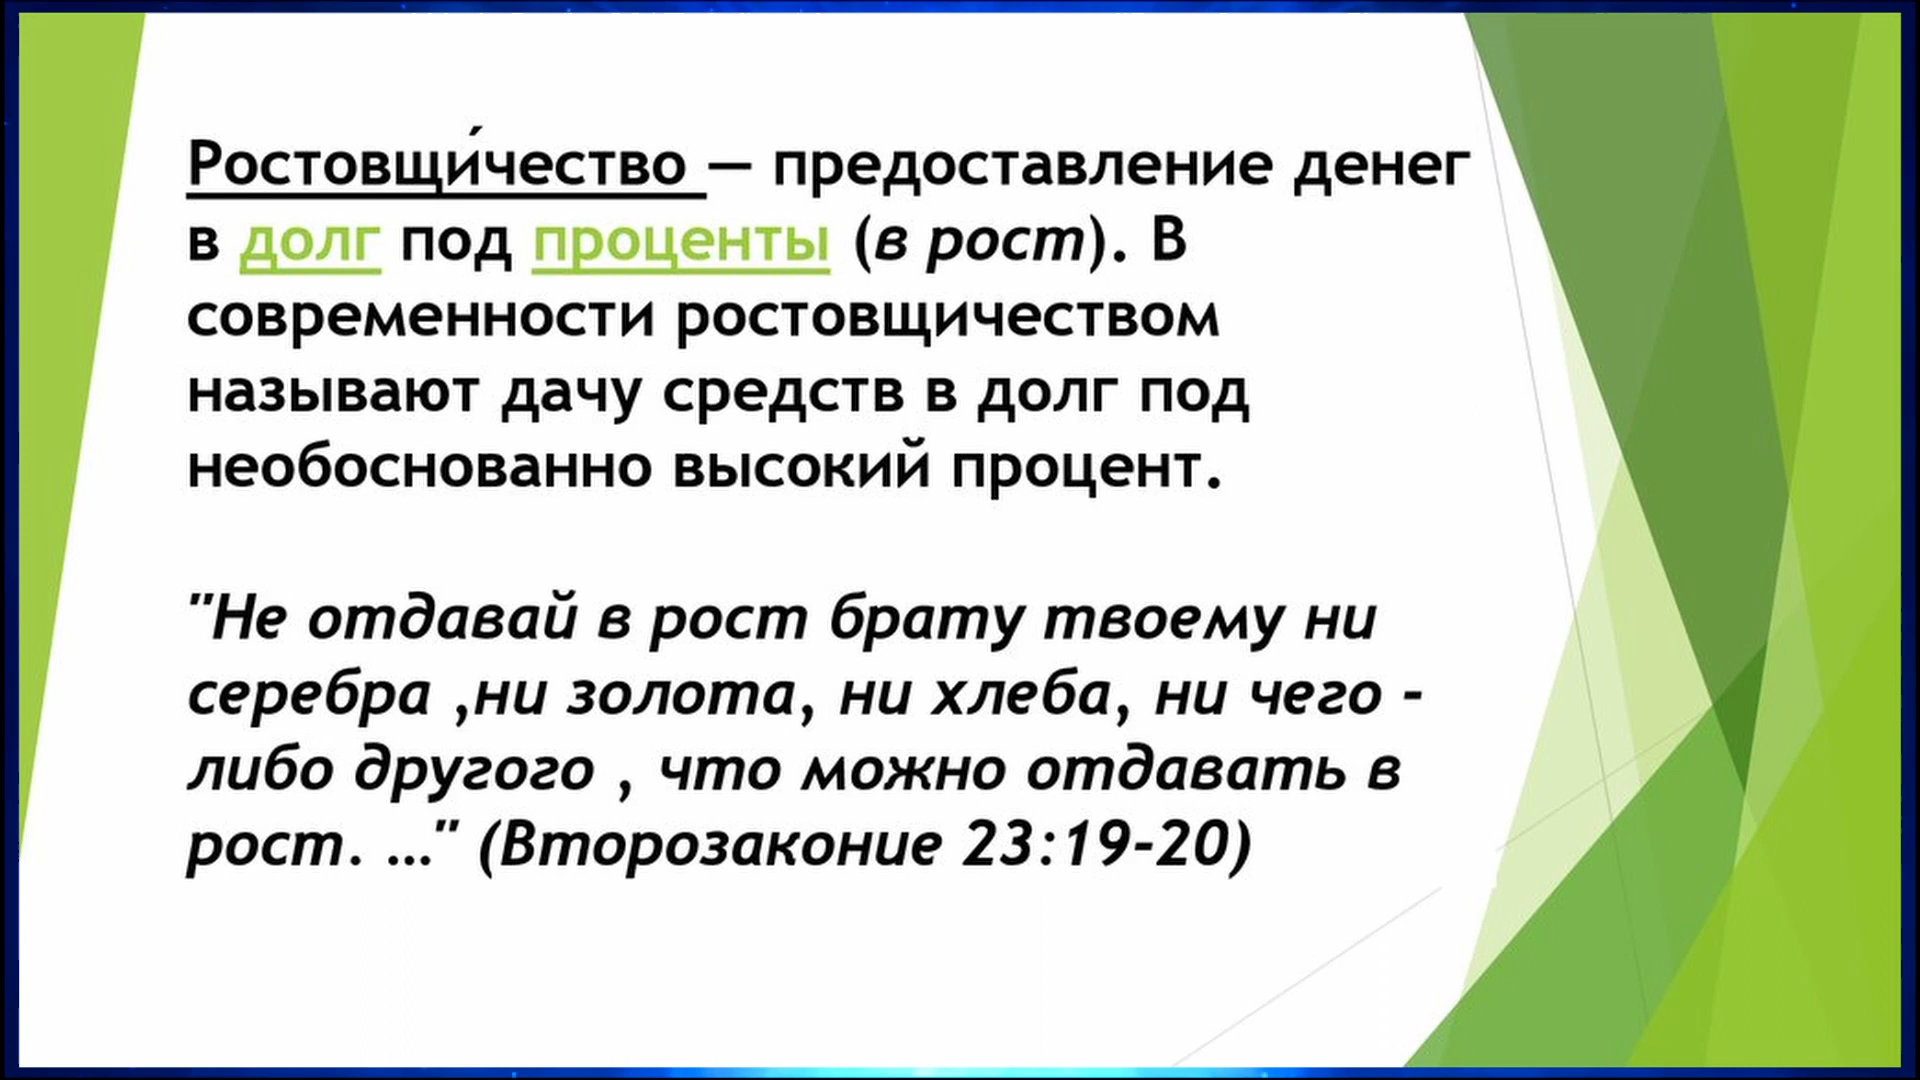 Ростовщи́чество — предоставление денег
в долг под проценты (в рост). В
современности ростовщичеством
называют дачу средств в долг под
необоснованно высокий процент.
"Не отдавай в рост брату твоему ни
серебра ,ни золота, ни хлеба, ни чего -
либо другого , что можно отдавать в
рост. …" (Второзаконие 23:19-20)